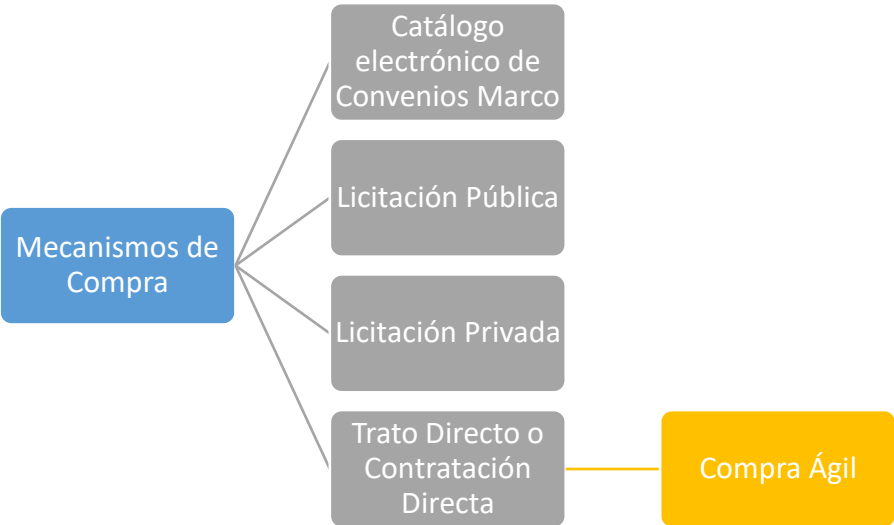 Catálogo
electrónico de
Convenios Marco
Licitación Pública
Mecanismos de
Compra
Licitación Privada
Trato Directo o
Contratación
Directa
Compra Ágil